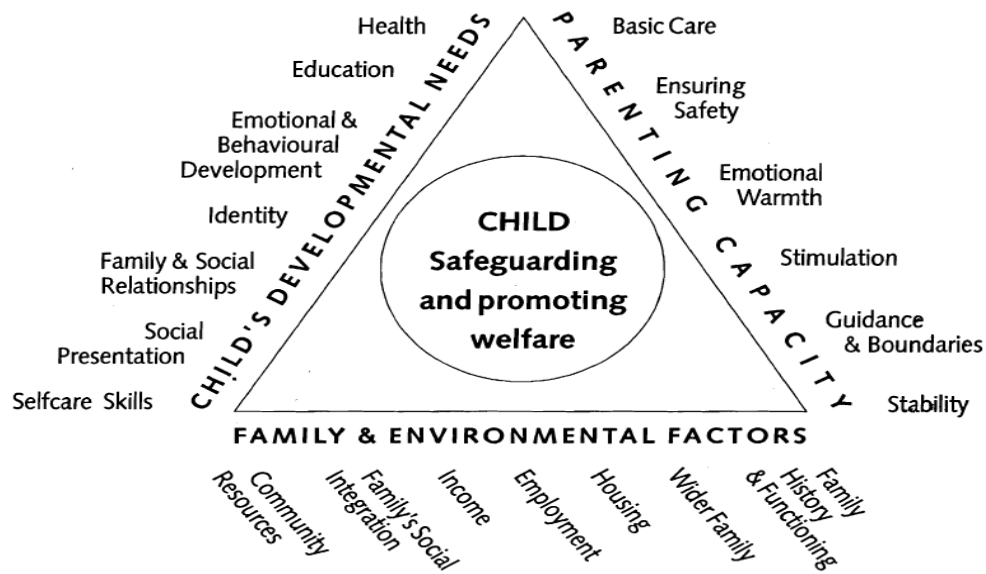 Health
Education
Emotional &
Behavioural
Development
Identity
Family & Social
Relationships
Social
Presentation
Selfcare Skills
CHILD'S DEVELOPMENTAL NEEDS
CHILD
Safeguarding
and promoting
welfare
PARENTING CAPACITY
Basic Care
Ensuring
Safety
Emotional
Warmth
Stimulation
Guidance
& Boundaries
Stability
FAMILY & ENVIRONMENTAL FACTORS
Community
Resources
Family's Social
Integration
Income
Employment
Housing
Wider Family
Family
History
& Functioning